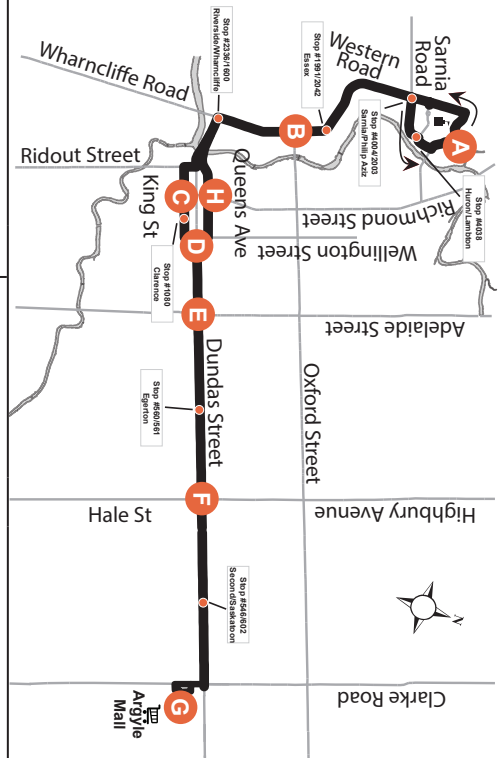 Sarnia
Road
Western
Road
Wharncliffe Road
Stop #2336/1600
Riverside/Wharncliffe
Stop #1991/2042
Essex
Stop #4004/2003
Sarnia/Philip Aziz
Stop #4038
Huron/Lambton
A
B
Ridout Street
Queens Ave
King St
Richmond Street
Wellington Street
H
C
D
Stop #1080
Clarence
E
Adelaide Street
Dundas Street
Oxford Street
Stop #560/561
Egerton
F
Hale St
Highbury Avenue
Stop #546/602
Second/Saskatoon
N
Clarke Road
G
Argyle
Mall